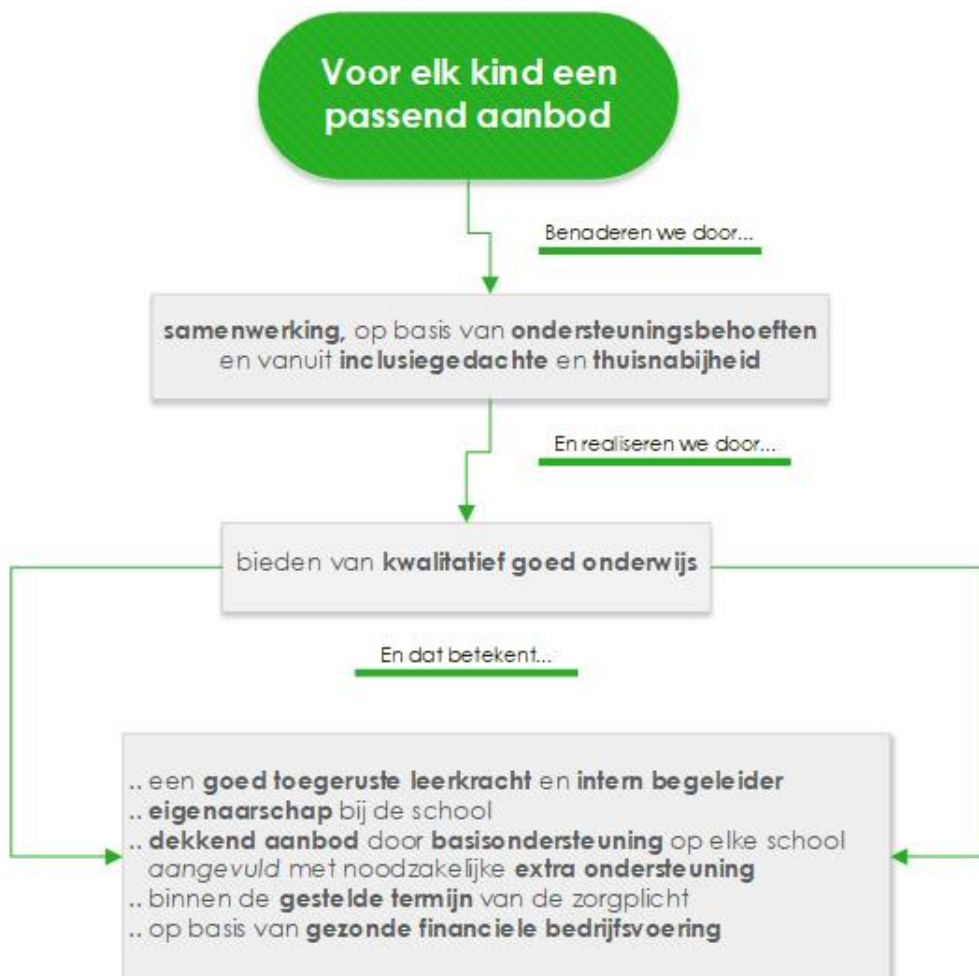 Voor elk kind een
passend aanbod
Benaderen we door...
samenwerking, op basis van ondersteuningsbehoeften
en vanuit inclusiegedachte en thuisnabijheid
En realiseren we door...
bieden van kwalitatief goed onderwijs
En dat betekent...
.. een goed toegeruste leerkracht en intern begeleider
.. eigenaarschap bij de school
.. dekkend aanbod door basisondersteuning op elke school
aangevuld met noodzakelijke extra ondersteuning
.. binnen de gestelde termijn van de zorgplicht
.. op basis van gezonde financiele bedrijfsvoering